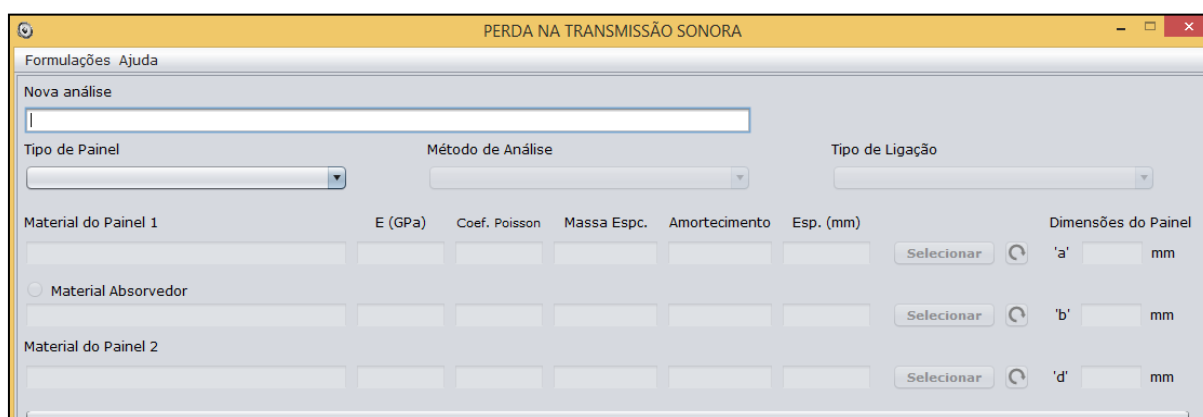 PERDA NA TRANSMISSÃO SONORA
Formulações Ajuda
Nova análise
Tipo de Painel Método de Análise Tipo de Ligação
Material do Painel 1 E (GPa) Coef. Poisson Massa Espc. Amortecimento Esp. (mm) Dimensões do Painel
Selecionar 'a' mm
Material Absorvedor
Selecionar 'b' mm
Material do Painel 2
Selecionar 'd' mm